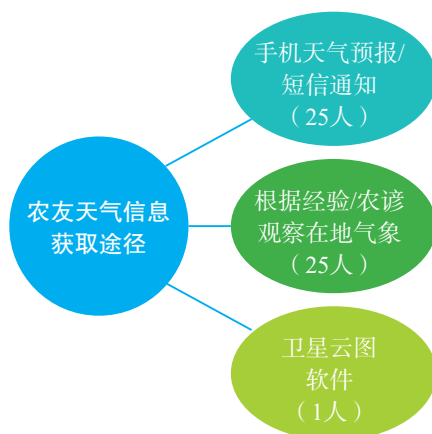 手机天气预报/
短信通知
（25人）
农友天气信息
获取途径
根据经验/农谚
观察在地气象
（25人）
卫星云图
软件
（1人）